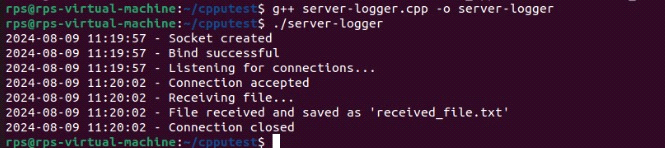 rps@rps-virtual-machine:~/cpputest$ g++ server-logger.cpp -o server-logger
rps@rps-virtual-machine:~/cpputest$ ./server-logger
2024-08-09 11:19:57 - Socket created
2024-08-09 11:19:57 - Bind successful
2024-08-09 11:19:57 - Listening for connections...
2024-08-09 11:20:02 - Connection accepted
2024-08-09 11:20:02 - Receiving file...
2024-08-09 11:20:02 - File received and saved as 'received_file.txt'
2024-08-09 11:20:02 - Connection closed
rps@rps-virtual-machine:~/cpputest$